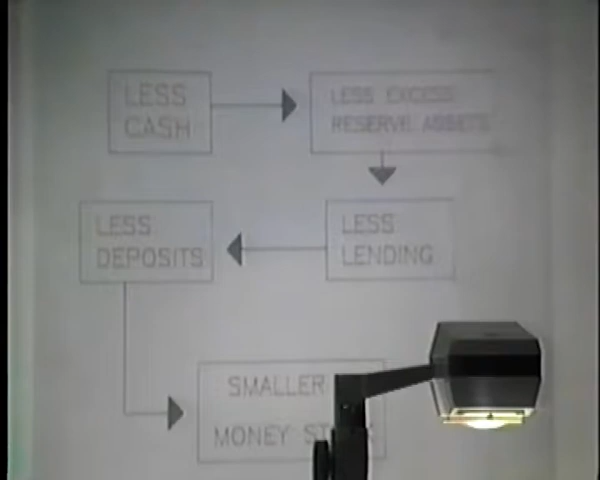 LESS
CASH
LESS EXCESS
RESERVE ASSETS
LESS
LENDING
LESS
DEPOSITS
SMALLER
MONEY